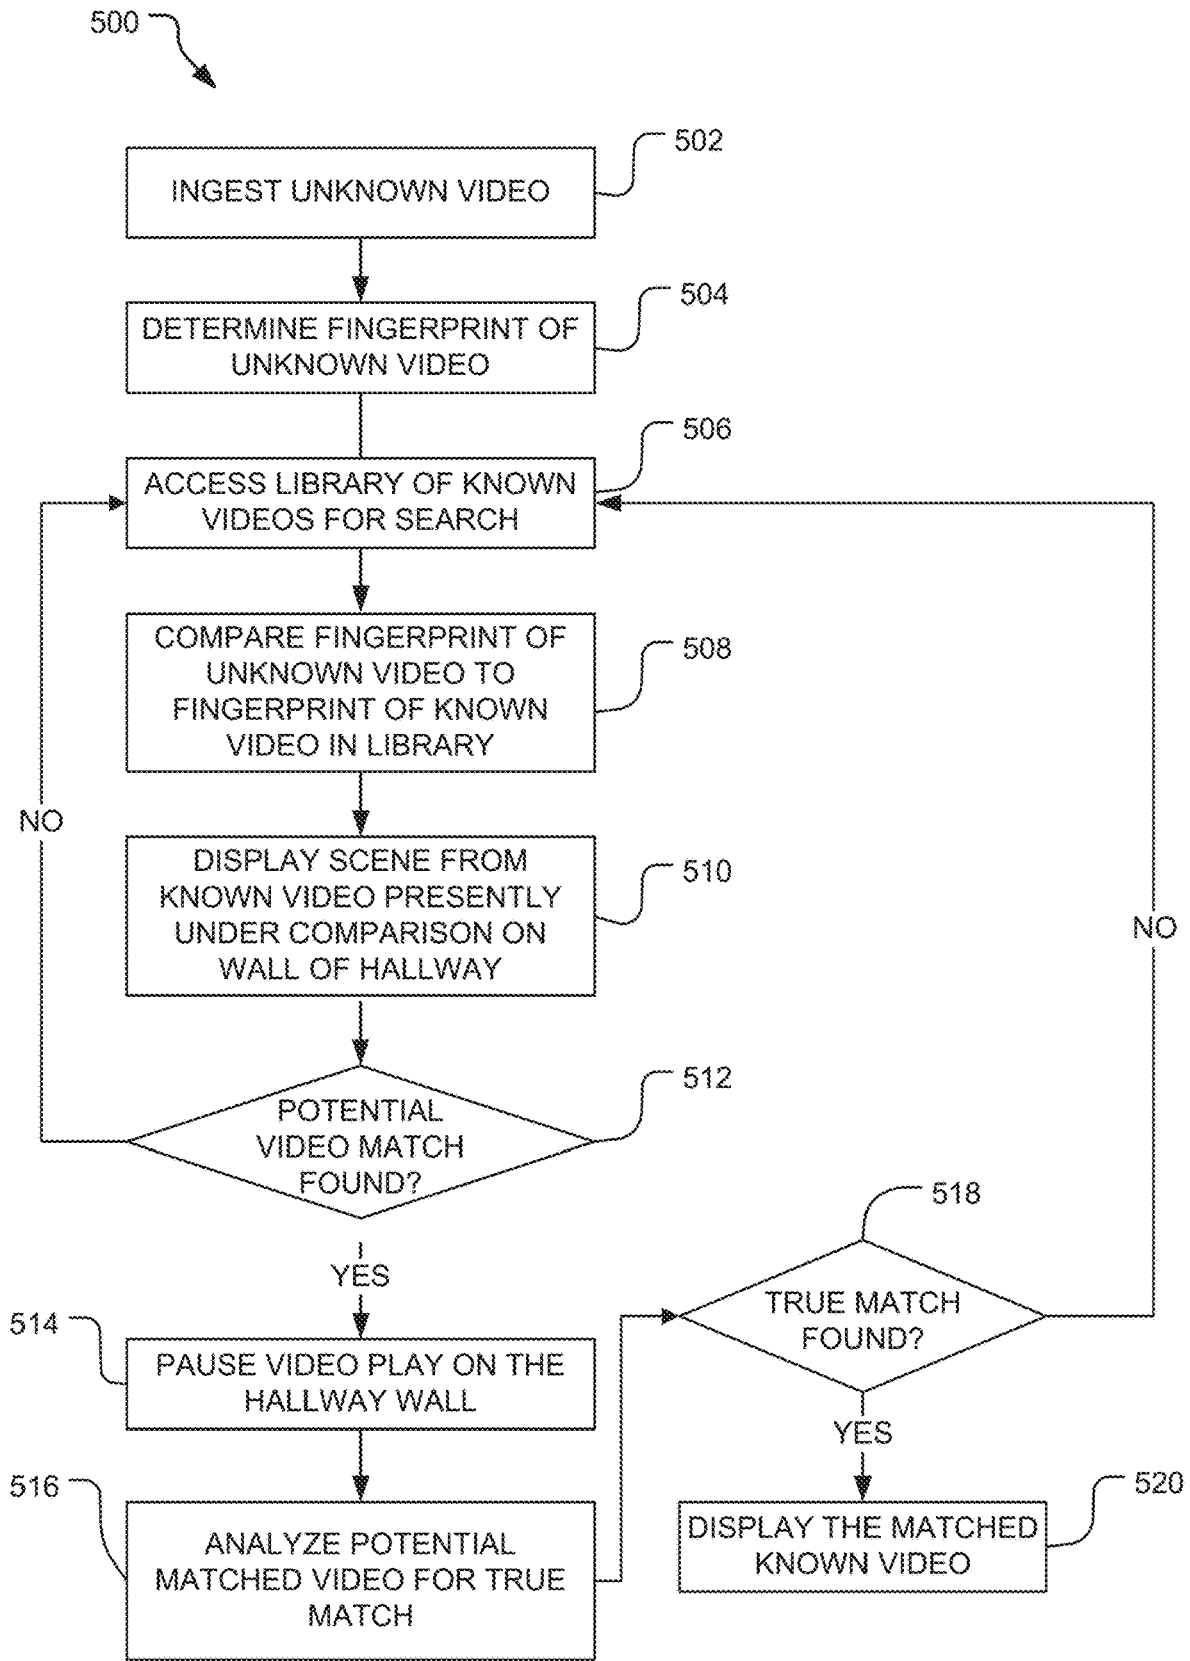 500
502
INGEST UNKNOWN VIDEO
504
DETERMINE FINGERPRINT OF
UNKNOWN VIDEO
506
ACCESS LIBRARY OF KNOWN
VIDEOS FOR SEARCH
508
COMPARE FINGERPRINT OF
UNKNOWN VIDEO TO
FINGERPRINT OF KNOWN
VIDEO IN LIBRARY
NO
510
DISPLAY SCENE FROM
KNOWN VIDEO PRESENTLY
UNDER COMPARISON ON
WALL OF HALLWAY
NO
512
POTENTIAL
VIDEO MATCH
FOUND?
YES
514
PAUSE VIDEO PLAY ON THE
HALLWAY WALL
516
ANALYZE POTENTIAL
MATCHED VIDEO FOR TRUE
MATCH
518
TRUE MATCH
FOUND?
YES
520
DISPLAY THE MATCHED
KNOWN VIDEO